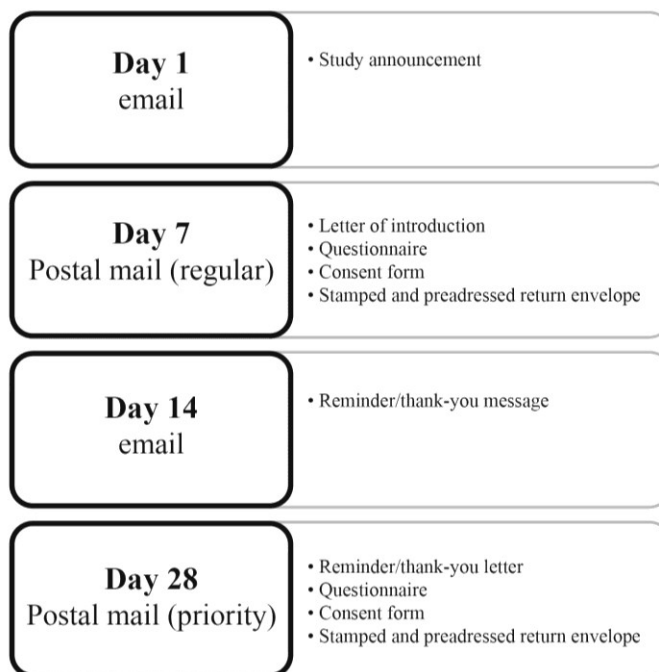 Day 1
email
• Study announcement
Day 7
Postal mail (regular)
• Letter of introduction
• Questionnaire
• Consent form
• Stamped and preadressed return envelope
Day 14
email
• Reminder/thank-you message
Day 28
Postal mail (priority)
• Reminder/thank-you letter
• Questionnaire
• Consent form
• Stamped and preadressed return envelope